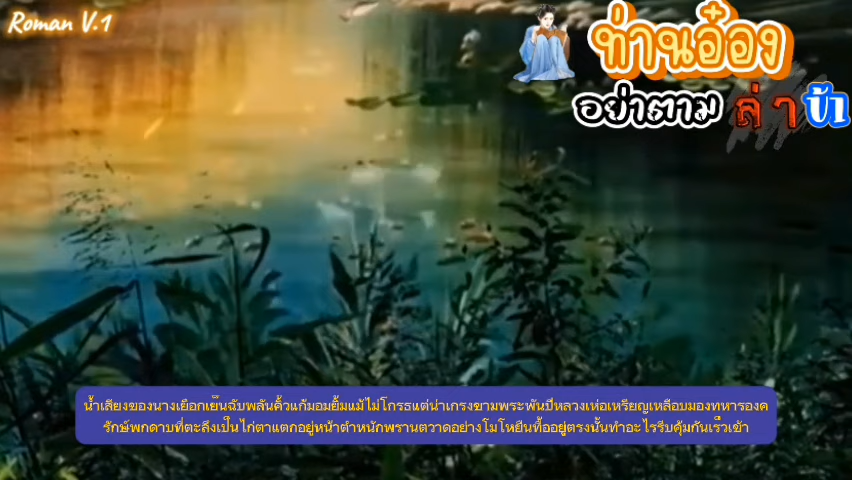 Roman V.1
ท่านอ๋อง
อย่าตาม ล่า ข้า
น้ำเสียงของนางเยือกเย็นฉับพลันคิ้วแก้มอมยิ้มแม้ไม่โกรธแต่น่าเกรงขามพระพันปีหลวงเห่อเหรียญเหลือบมองทหารองค
รักษ์พกดาบที่ตะลึงเป็นไก่ตาแตกอยู่หน้าตำหนักพรานตวาดอย่างโมโหยืนทื่ออยู่ตรงนั้นทำอะไรรีบคุ้มกันเร็วเข้า